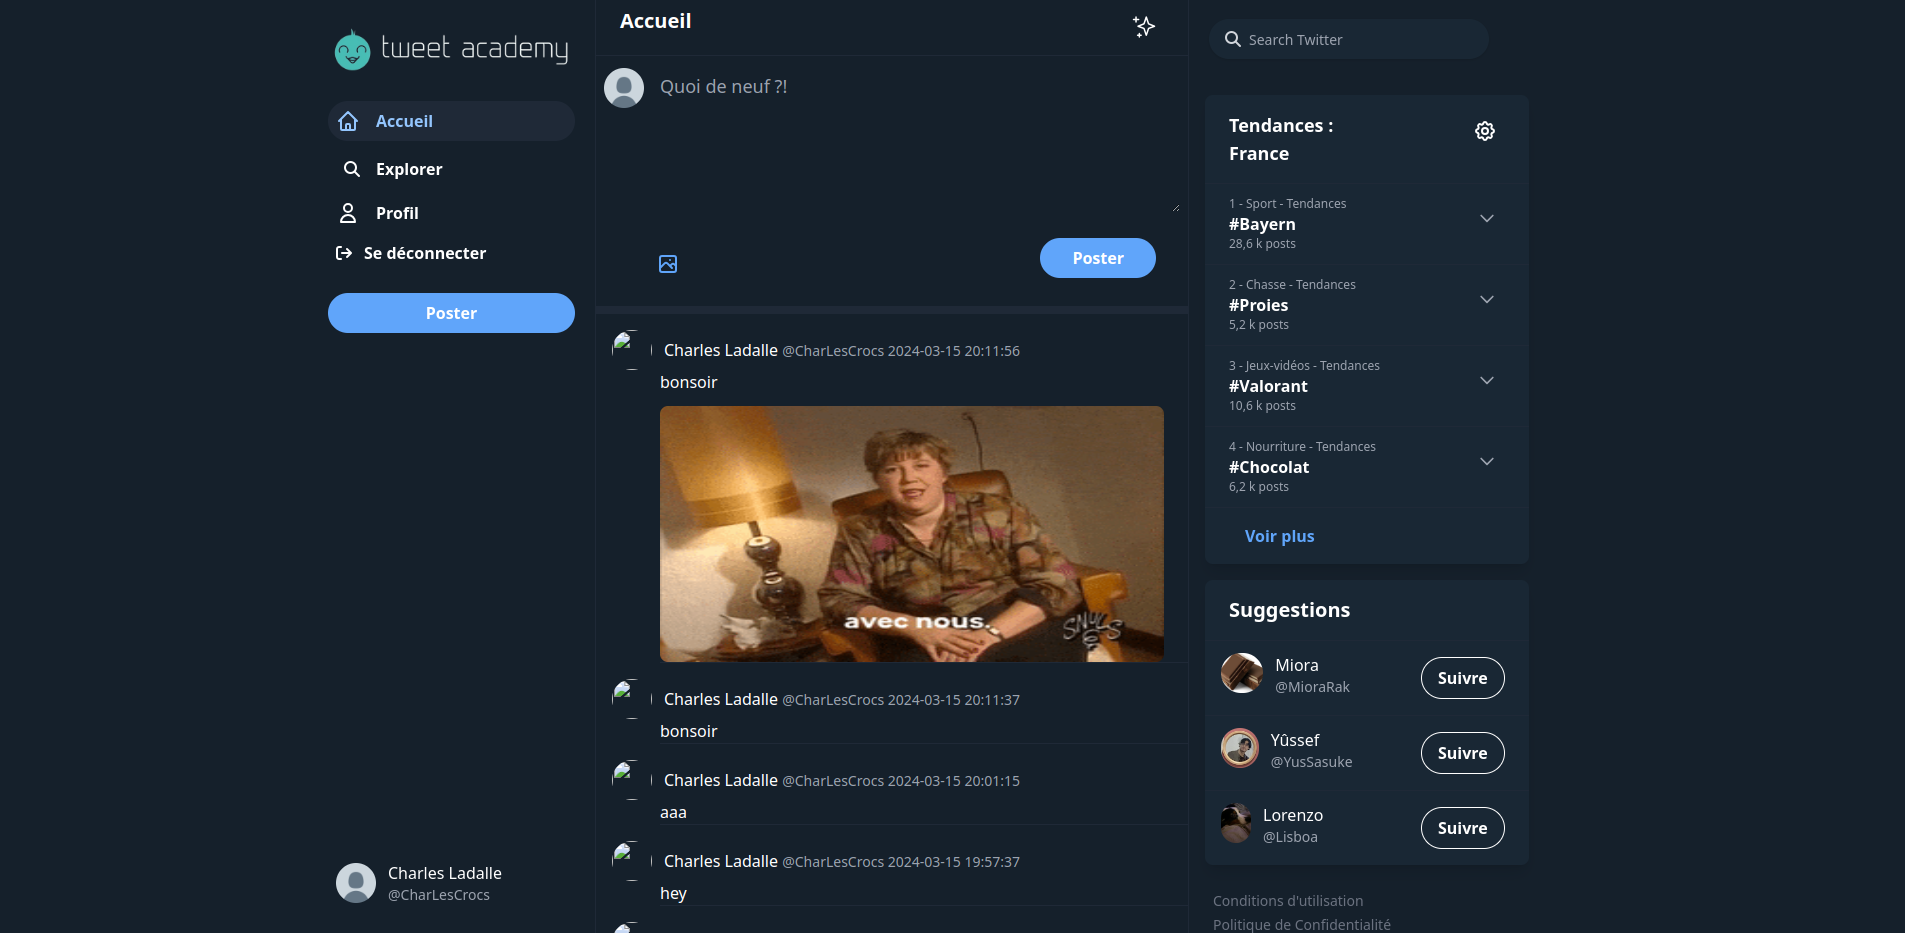 tweet academy
Accueil
Explorer
Profil
Se déconnecter
Poster
Charles Ladalle
@CharLesCrocs
Accueil
Quoi de neuf ?!
Poster
Charles Ladalle @CharLesCrocs 2024-03-15 20:11:56
bonsoir
avec nous.
SNULS
Charles Ladalle @CharLesCrocs 2024-03-15 20:11:37
bonsoir
Charles Ladalle @CharLesCrocs 2024-03-15 20:01:15
aaa
Charles Ladalle @CharLesCrocs 2024-03-15 19:57:37
hey
Search Twitter
Tendances :
France
1 - Sport - Tendances
#Bayern
28,6 k posts
2 - Chasse - Tendances
#Proies
5,2 k posts
3 - Jeux-vidéos - Tendances
#Valorant
10,6 k posts
4 - Nourriture - Tendances
#Chocolat
6,2 k posts
Voir plus
Suggestions
Miora
@MioraRak
Suivre
Yûssef
@YusSasuke
Suivre
Lorenzo
@Lisboa
Suivre
Conditions d'utilisation
Politique de Confidentialité